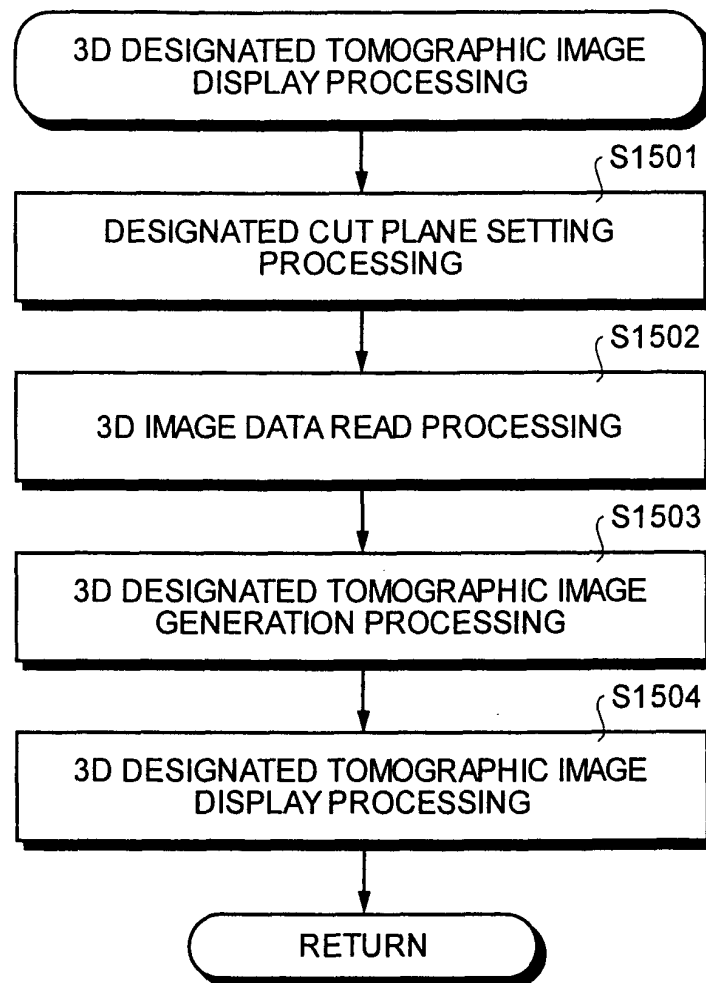 3D DESIGNATED TOMOGRAPHIC IMAGE
DISPLAY PROCESSING
S1501
DESIGNATED CUT PLANE SETTING
PROCESSING
S1502
3D IMAGE DATA READ PROCESSING
S1503
3D DESIGNATED TOMOGRAPHIC IMAGE
GENERATION PROCESSING
S1504
3D DESIGNATED TOMOGRAPHIC IMAGE
DISPLAY PROCESSING
RETURN